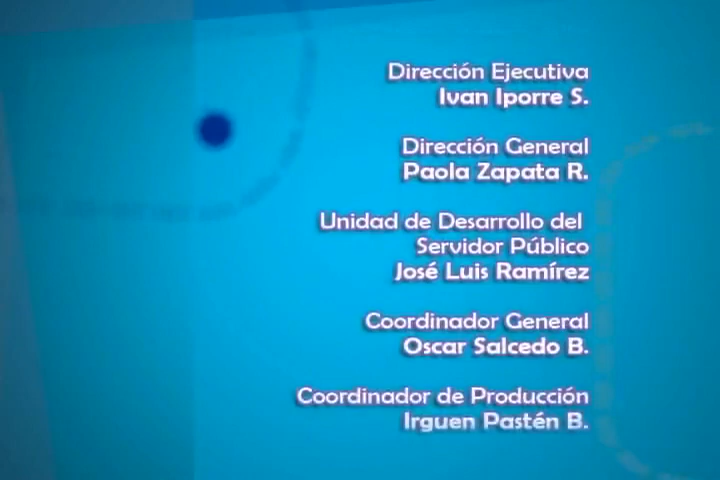 Dirección Ejecutiva
Ivan Iporre S.
Dirección General
Paola Zapata R.
Unidad de Desarrollo del
Servidor Público
José Luis Ramírez
Coordinador General
Oscar Salcedo B.
Coordinador de Producción
Irguen Pastén B.